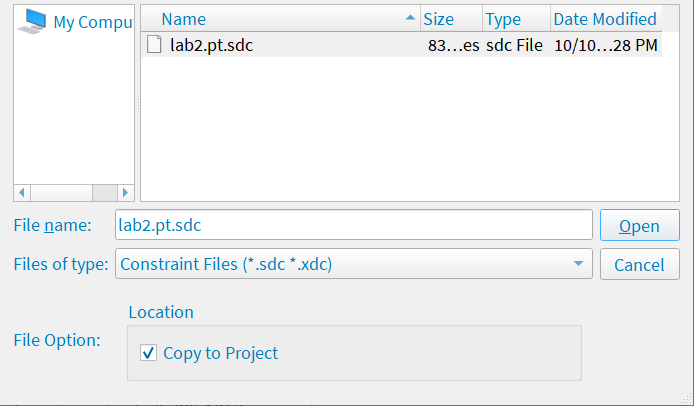 My Compu
Name Size Type Date Modified
lab2.pt.sdc 83…es sdc File 10/10…28 PM
File name: lab2.pt.sdc Open
Files of type: Constraint Files (*.sdc *.xdc) Cancel
Location
File Option: Copy to Project